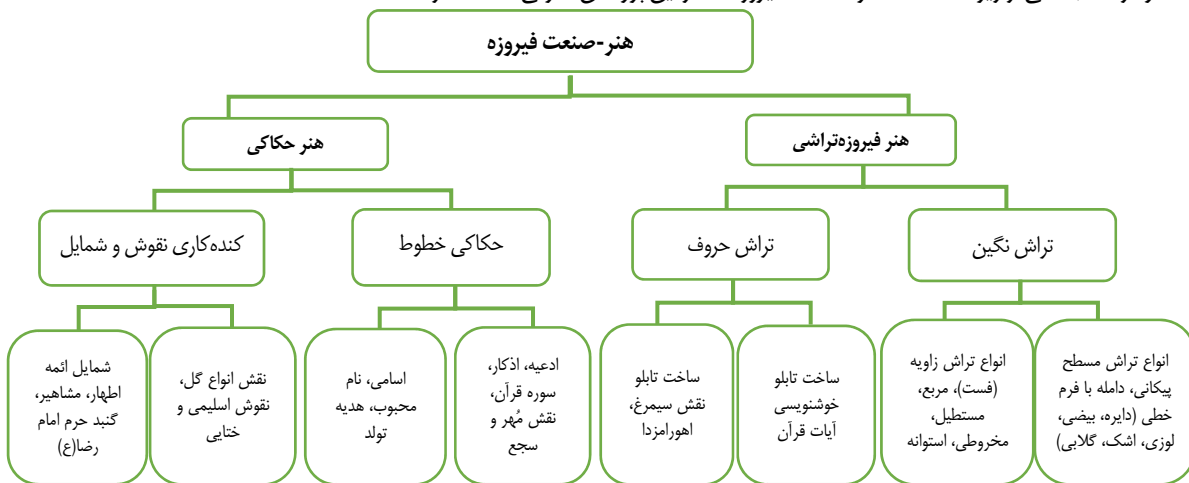 هنر-صنعت فیروزه
هنر فیروزه‌تراشی
هنر حکاکی
تراش نگین
تراش حروف
حکاکی خطوط
کنده‌کاری نقوش و شمایل
انواع تراش مسطح
پیکانی، دامله با فرم
خطی (دایره، بیضی،
لوزی، اشک، گلابی)
انواع تراش زاویه
(فست)، مربع،
مستطیل،
مخروطی، استوانه
ساخت تابلو
خوشنویسی
آیات قرآن
ساخت تابلو
نقش سیمرغ،
اهورامزدا
ادعیه، اذکار،
سوره قرآن،
نقش مُهر و
سجع
اسامی، نام
محبوب، هدیه
تولد
نقش انواع گل،
نقوش اسلیمی و
ختایی
شمایل ائمه
اطهار، مشاهیر،
گنبد حرم امام
رضا(ع)